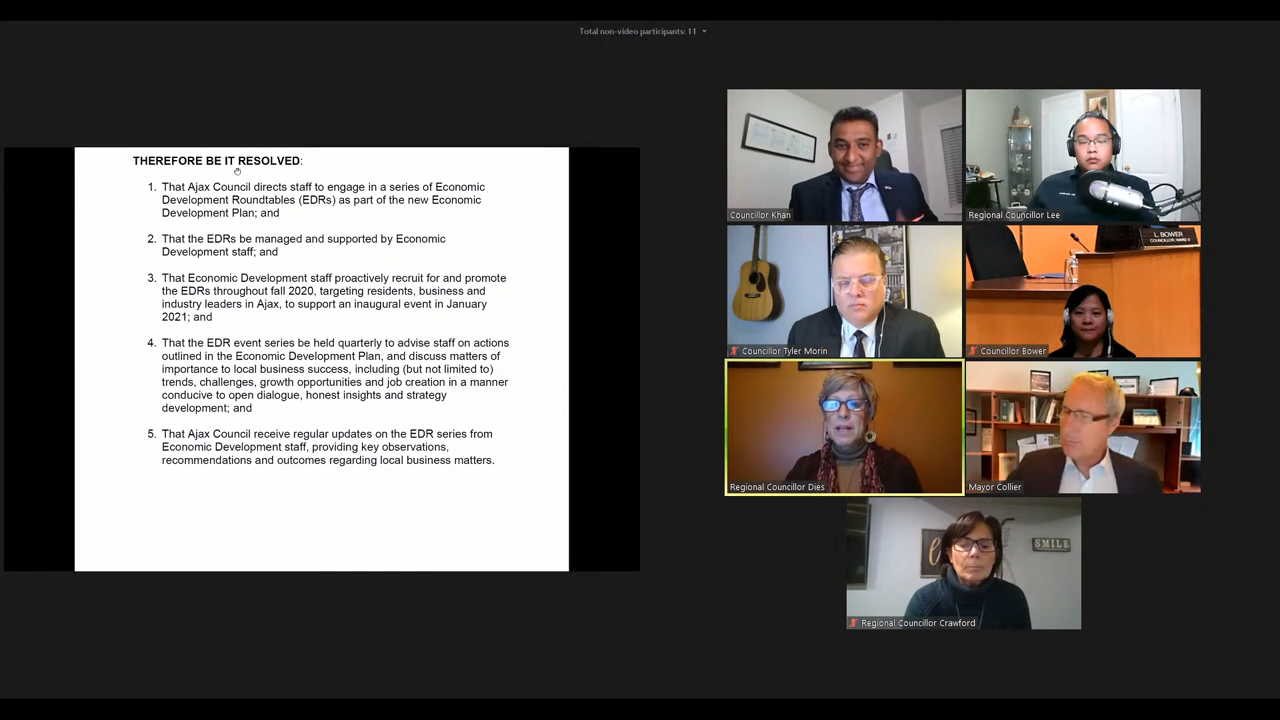 Total non-video participants: 11
THEREFORE BE IT RESOLVED:
1. That Ajax Council directs staff to engage in a series of Economic
Development Roundtables (EDRs) as part of the new Economic
Development Plan; and
2. That the EDRs be managed and supported by Economic
Development staff; and
3. That Economic Development staff proactively recruit for and promote
the EDRs throughout fall 2020, targeting residents, business and
industry leaders in Ajax, to support an inaugural event in January
2021; and
4. That the EDR event series be held quarterly to advise staff on actions
outlined in the Economic Development Plan, and discuss matters of
importance to local business success, including (but not limited to)
trends, challenges, growth opportunities and job creation in a manner
conducive to open dialogue, honest insights and strategy
development; and
5. That Ajax Council receive regular updates on the EDR series from
Economic Development staff, providing key observations,
recommendations and outcomes regarding local business matters.
Councillor Khan
Regional Councillor Lee
Councillor Tyler Morin
L. BOWER
COUNCILLOR, WARD 3
Councillor Bower
Regional Councillor Dies
Mayor Collier
SMILE
Regional Councillor Crawford